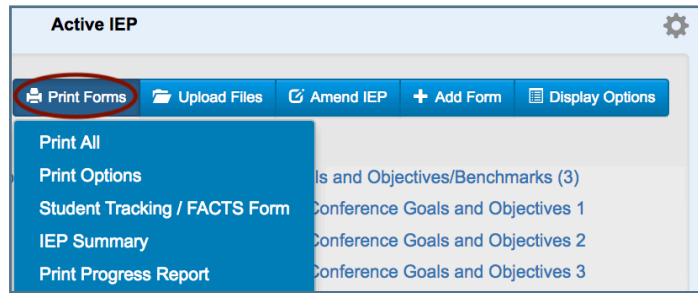 Active IEP
Print Forms Upload Files Amend IEP Add Form Display Options
Print All
Print Options ls and Objectives/Benchmarks (3)
Student Tracking / FACTS Form Conference Goals and Objectives 1
IEP Summary Conference Goals and Objectives 2
Print Progress Report Conference Goals and Objectives 3